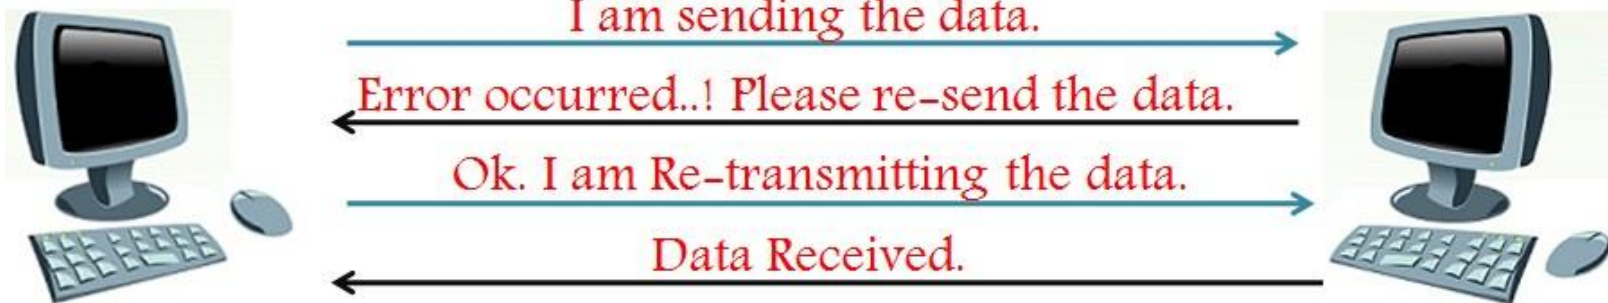 I am sending the data.
Error occurred..! Please re-send the data.
Ok. I am Re-transmitting the data.
Data Received.